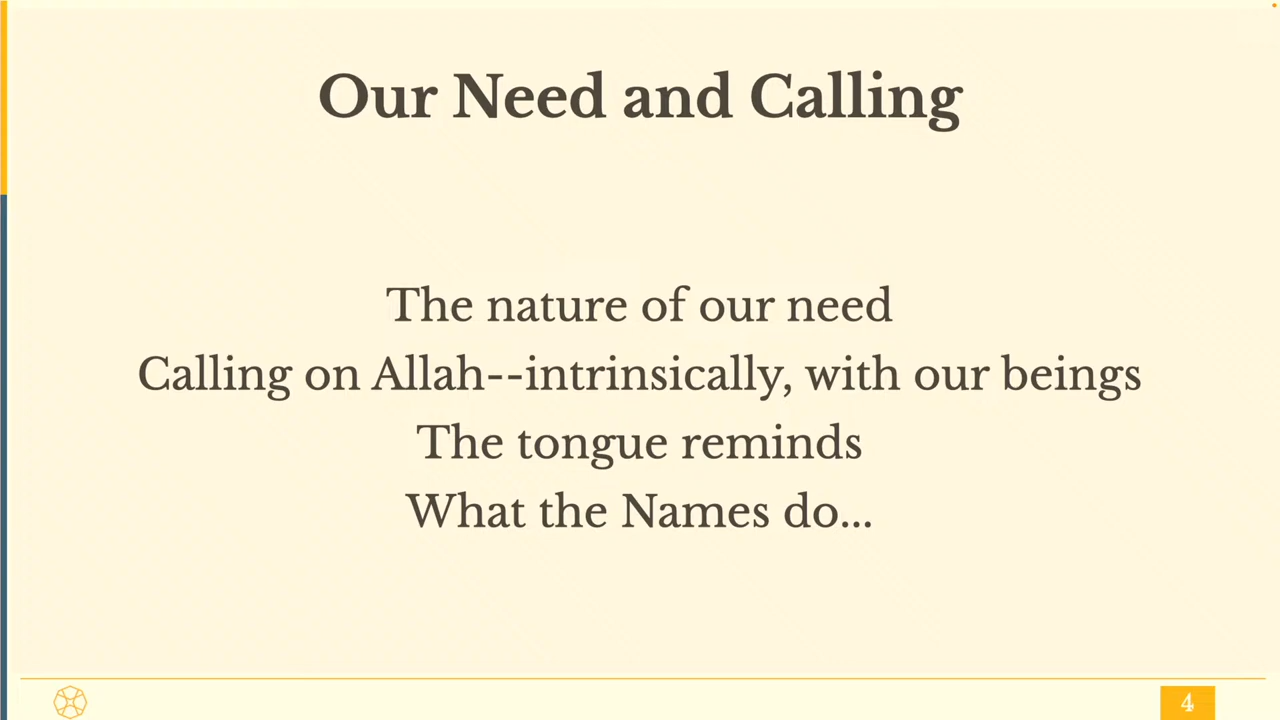 Our Need and Calling
The nature of our need
Calling on Allah--intrinsically, with our beings
The tongue reminds
What the Names do...
4